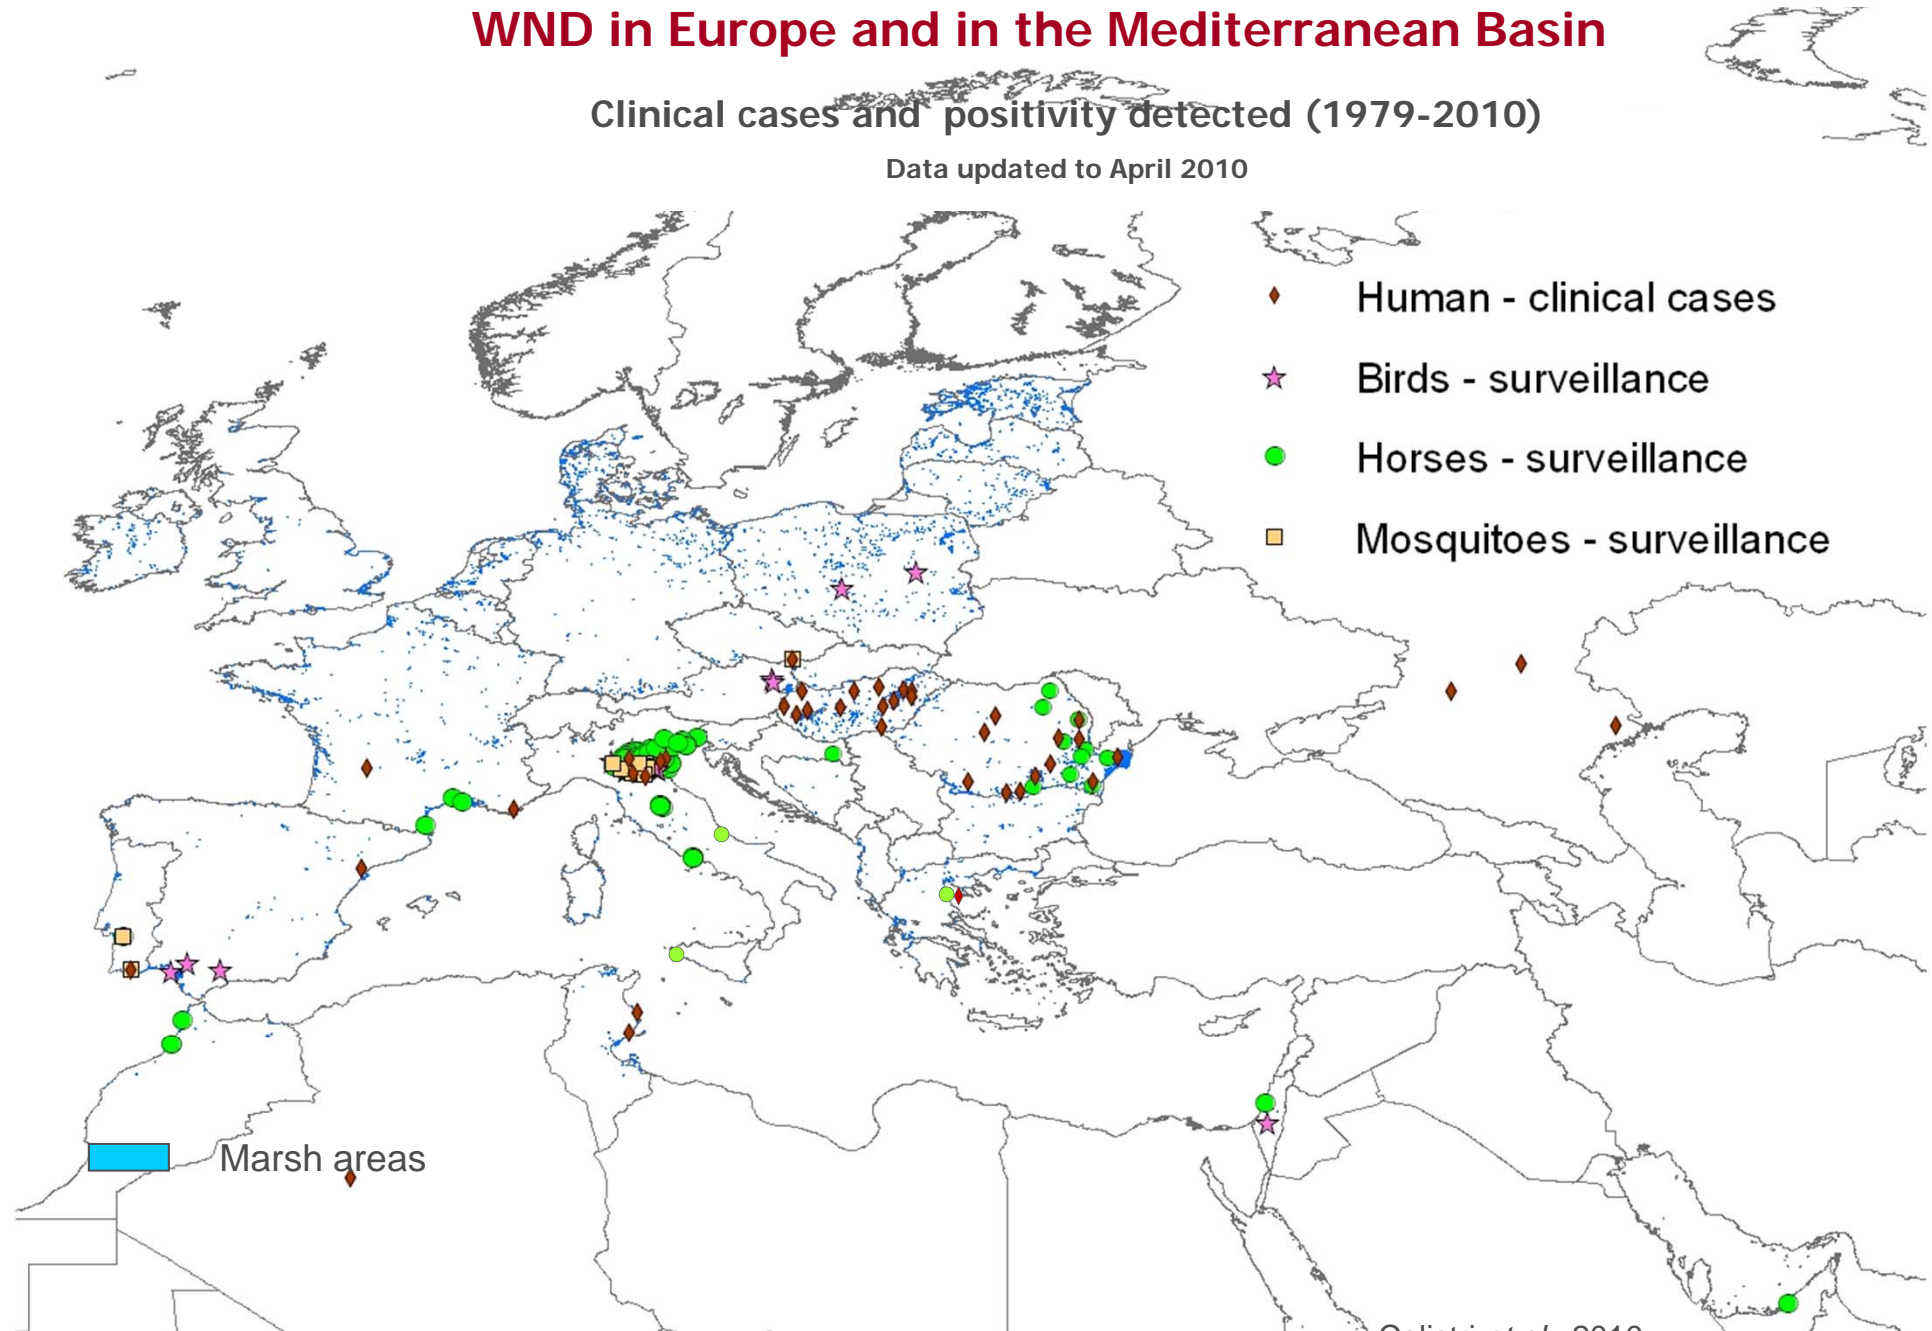 WND in Europe and in the Mediterranean Basin
Clinical cases and positivity detected (1979-2010)
Data updated to April 2010
Human - clinical cases
Birds - surveillance
Horses - surveillance
Mosquitoes - surveillance
Marsh areas
2010